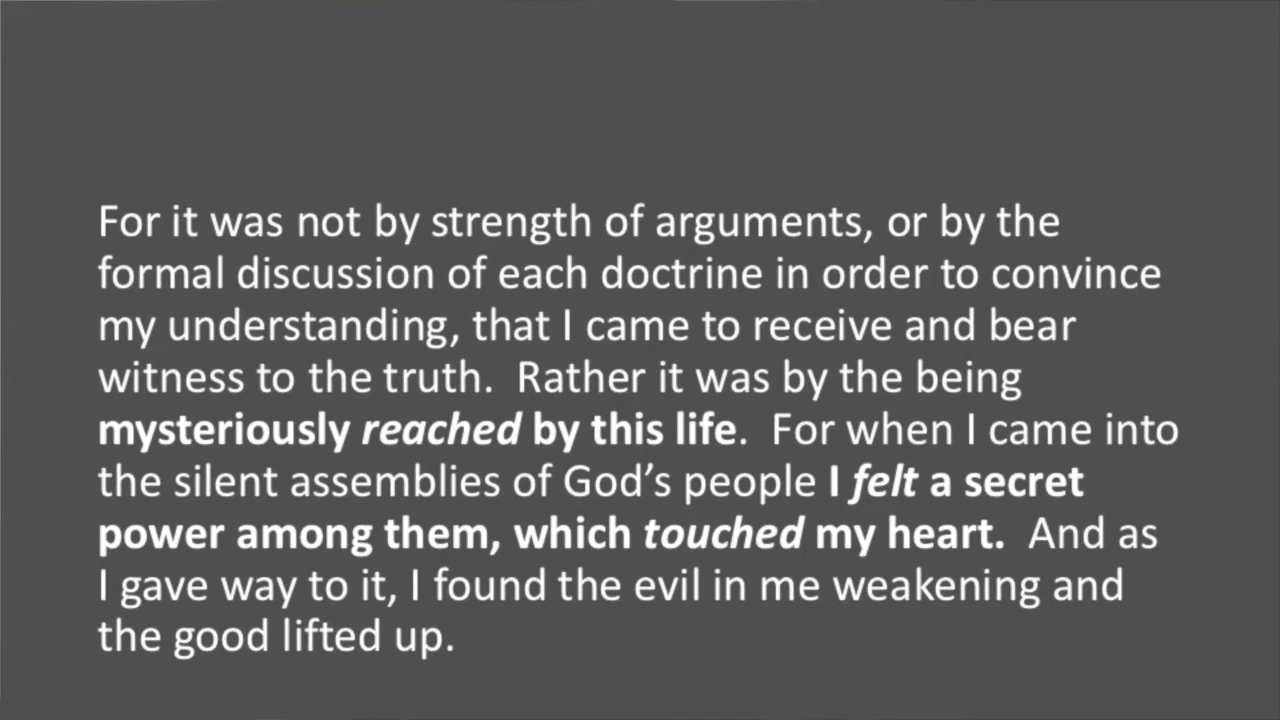 For it was not by strength of arguments, or by the
formal discussion of each doctrine in order to convince
my understanding, that I came to receive and bear
witness to the truth.  Rather it was by the being
mysteriously reached by this life.  For when I came into
the silent assemblies of God’s people I felt a secret
power among them, which touched my heart.  And as
I gave way to it, I found the evil in me weakening and
the good lifted up.